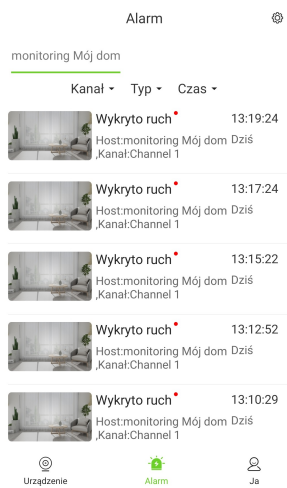 Alarm
monitoring Mój dom
Kanał Typ Czas
Wykryto ruch 13:19:24
Host:monitoring Mój dom Dziś
,Kanał:Channel 1
Wykryto ruch 13:17:24
Host:monitoring Mój dom Dziś
,Kanał:Channel 1
Wykryto ruch 13:15:22
Host:monitoring Mój dom Dziś
,Kanał:Channel 1
Wykryto ruch 13:12:52
Host:monitoring Mój dom Dziś
,Kanał:Channel 1
Wykryto ruch 13:10:29
Host:monitoring Mój dom Dziś
,Kanał:Channel 1
Urządzenie Alarm Ja